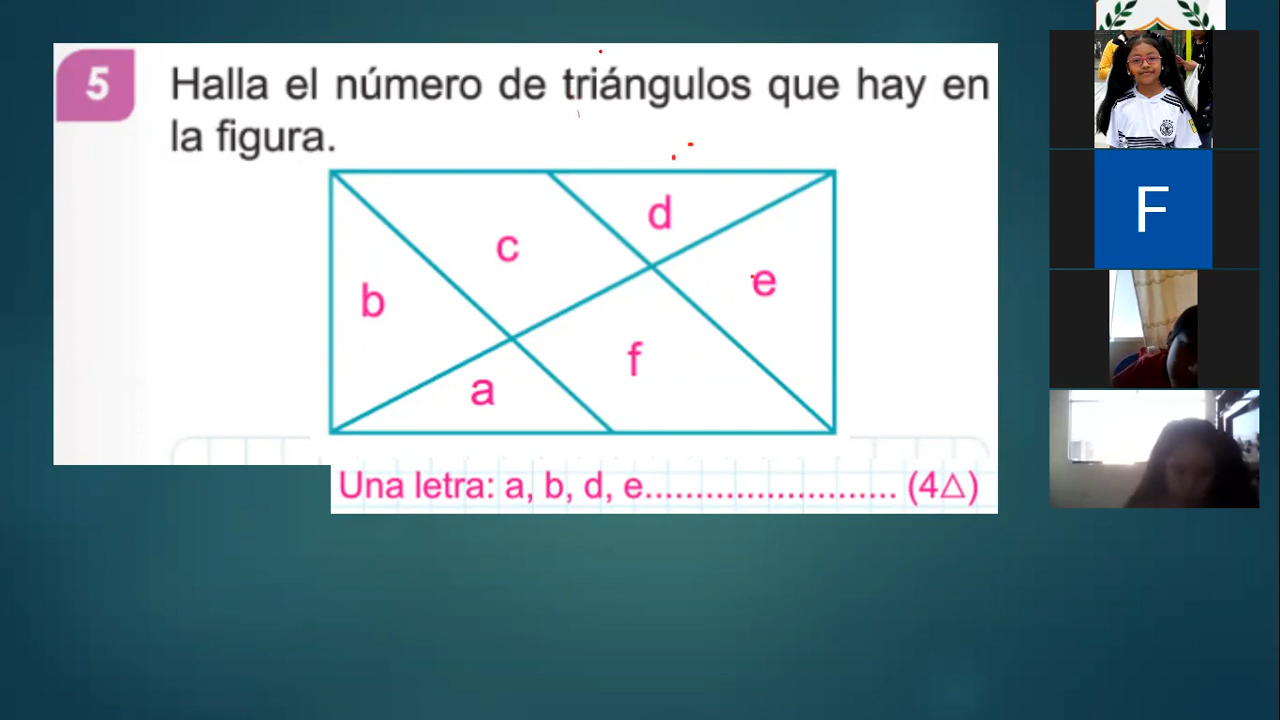 5
Halla el número de triángulos que hay en
la figura.
d
c
e
b
f
a
Una letra: a, b, d, e......................... (4△)
F